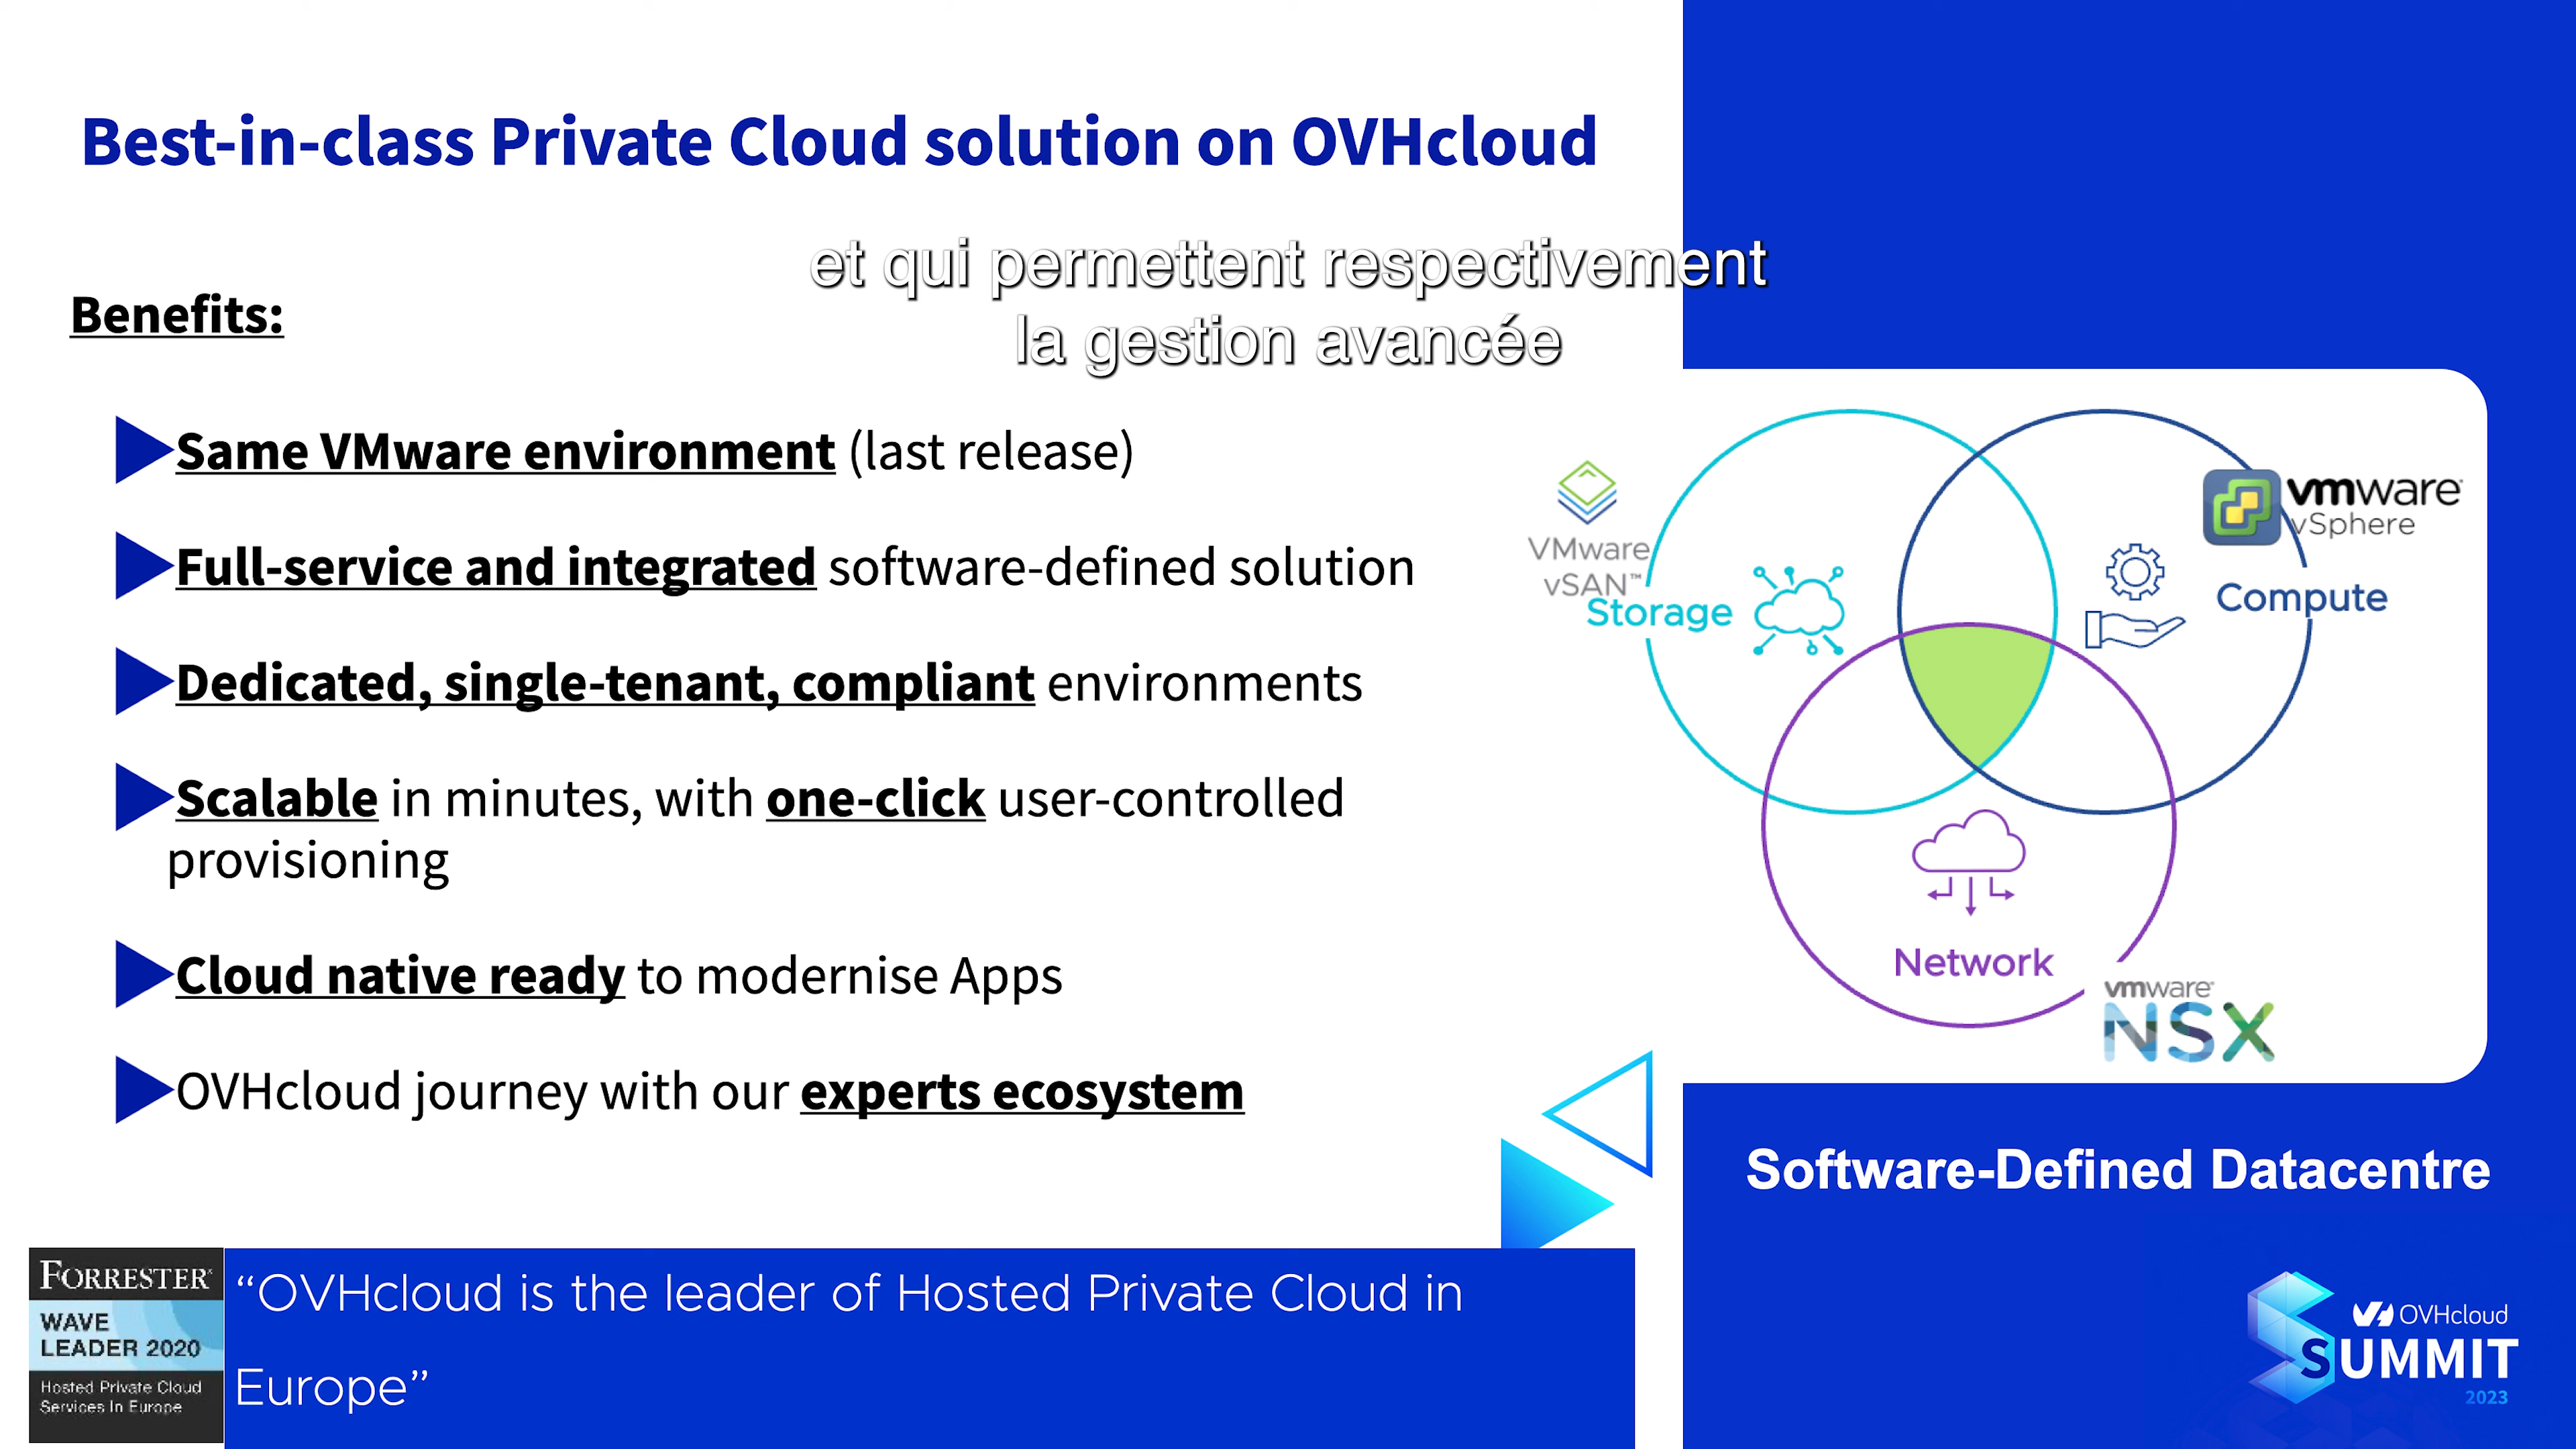 Best-in-class Private Cloud solution on OVHcloud
et qui permettent respectivement
la gestion avancée
Benefits:
Same VMware environment (last release)
Full-service and integrated software-defined solution
Dedicated, single-tenant, compliant environments
Scalable in minutes, with one-click user-controlled
provisioning
Cloud native ready to modernise Apps
OVHcloud journey with our experts ecosystem
VMware
vSAN™
Storage
vmware
vSphere
Compute
Network
vmware
NSX
Software-Defined Datacentre
FORRESTER
WAVE
LEADER 2020
Hosted Private Cloud
Services In Europe
“OVHcloud is the leader of Hosted Private Cloud in
Europe”
OVHcloud
SUMMIT
2023